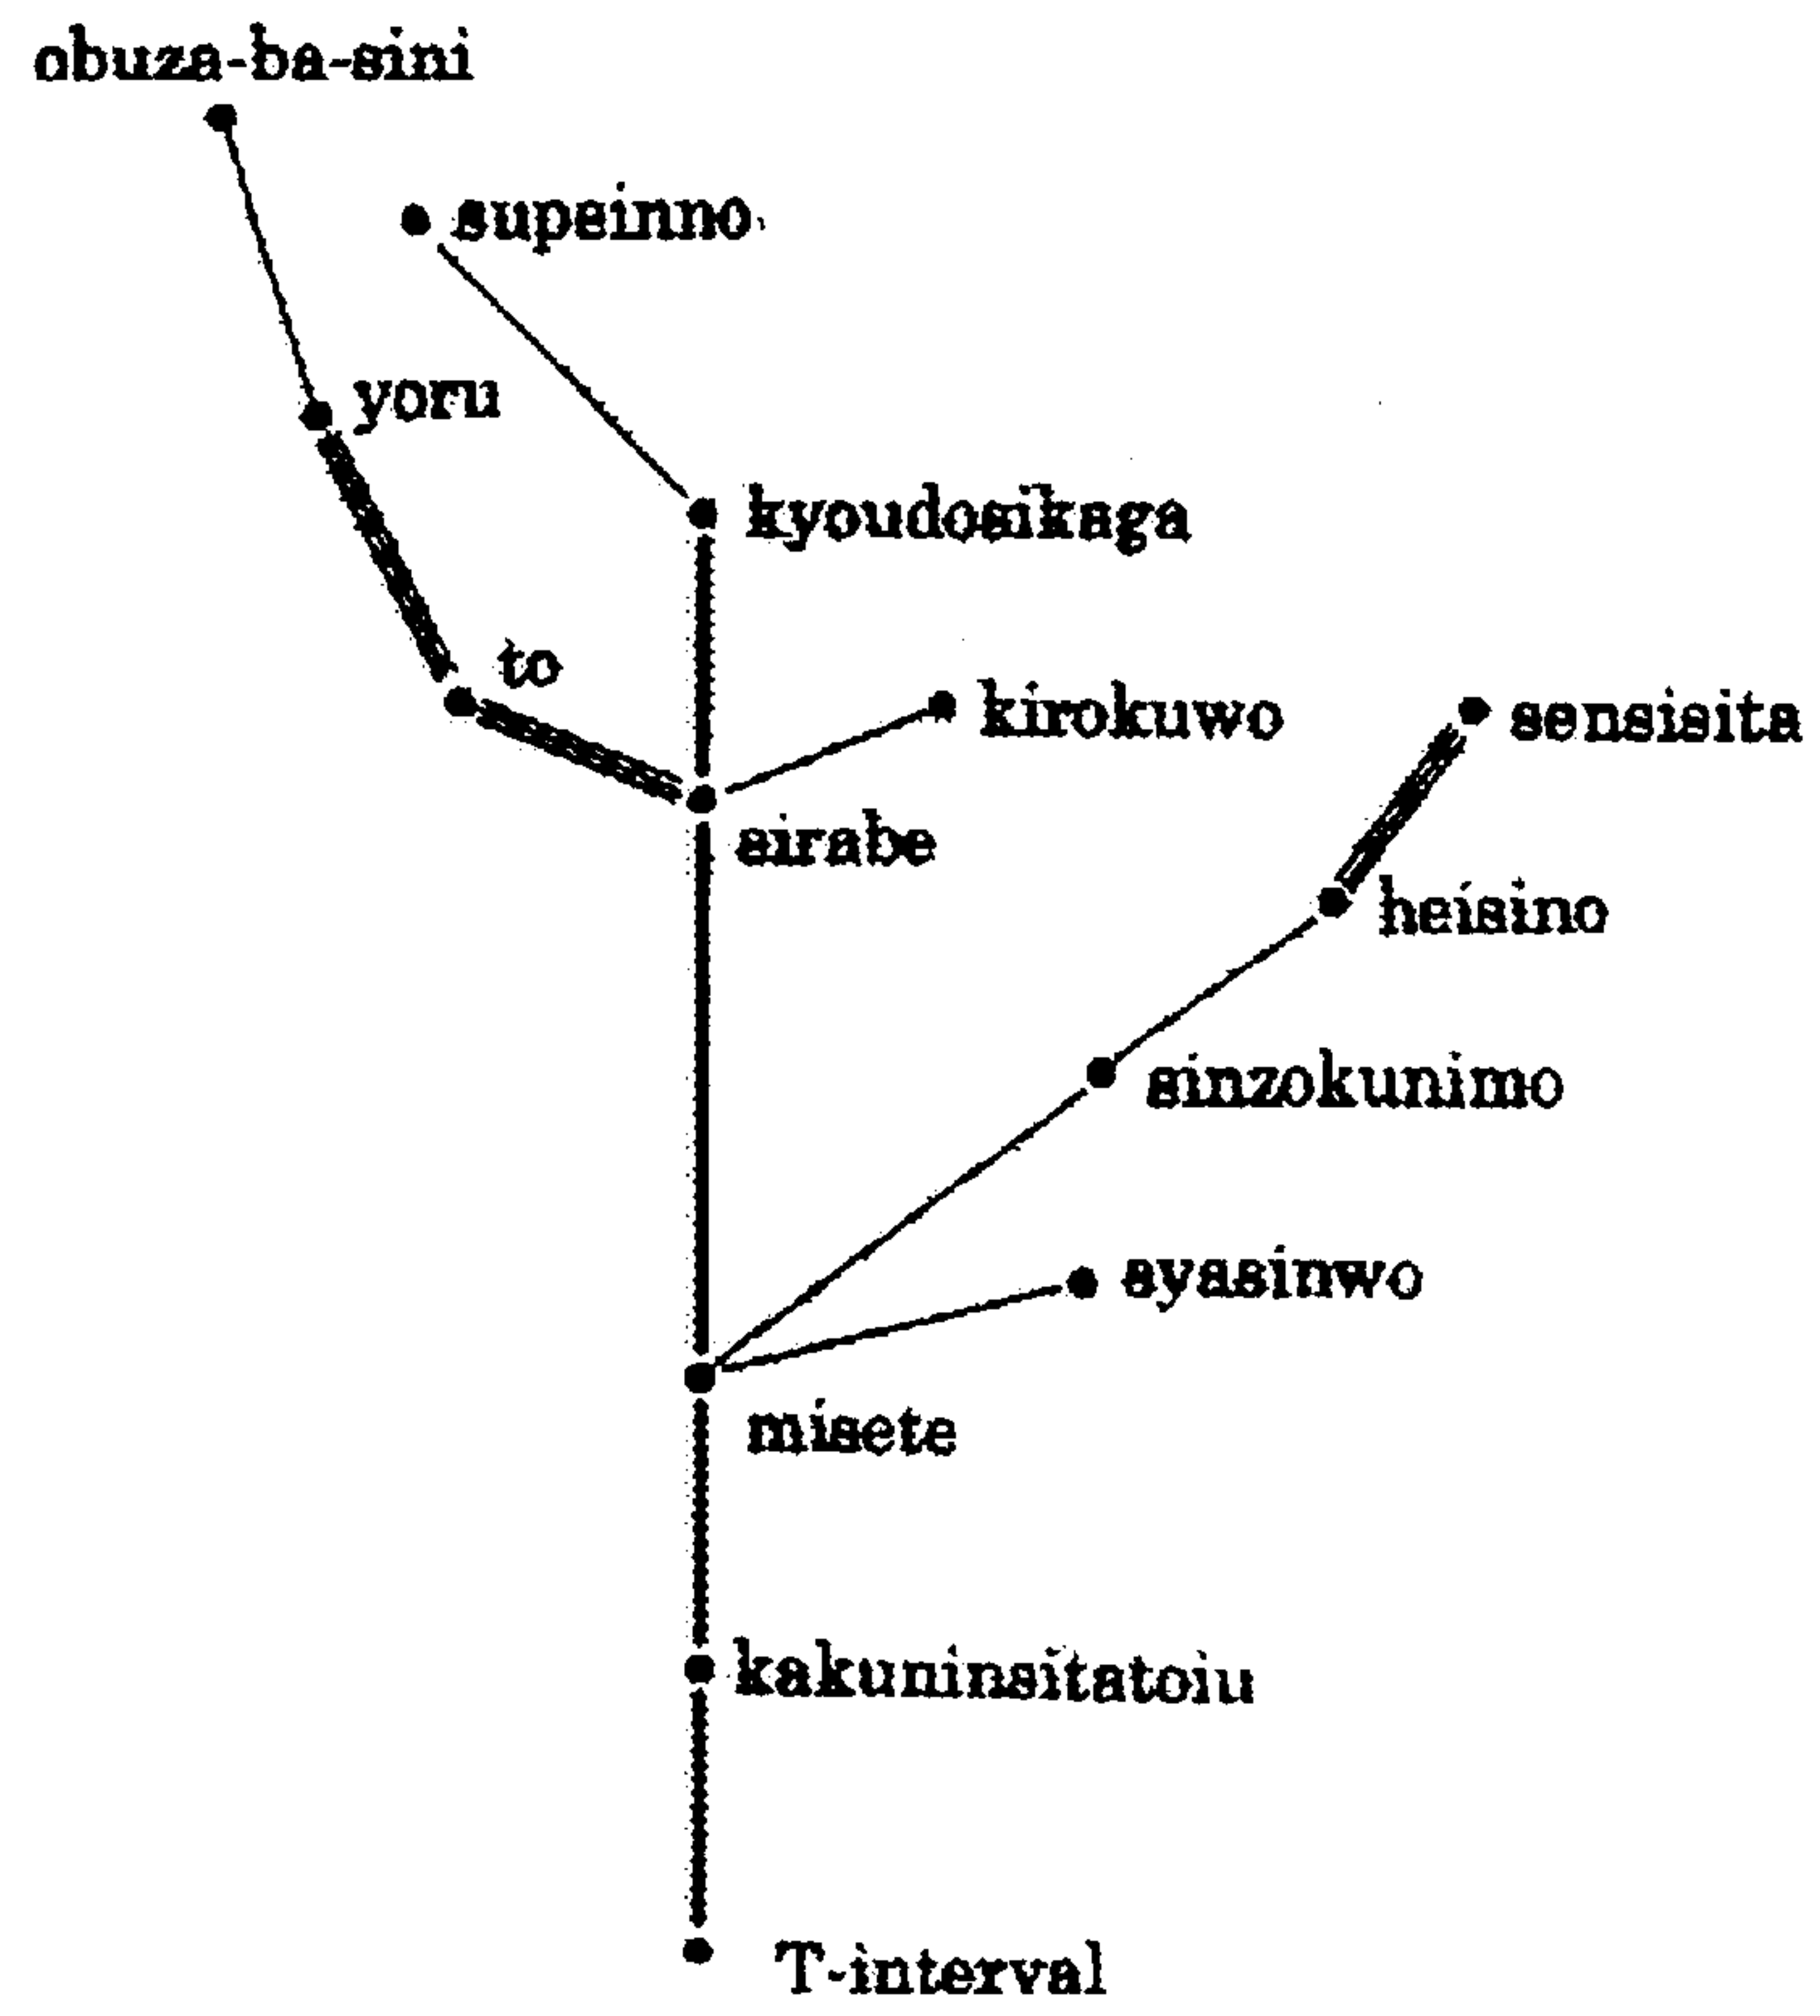 obuza-ba-sini
supeinno
yoru
kyoudosikaga
to
kirokuwo
sensisita
sirabe
heisino
sinzokunimo
syasinwo
misete
kakuninsitatoiu
T-interval